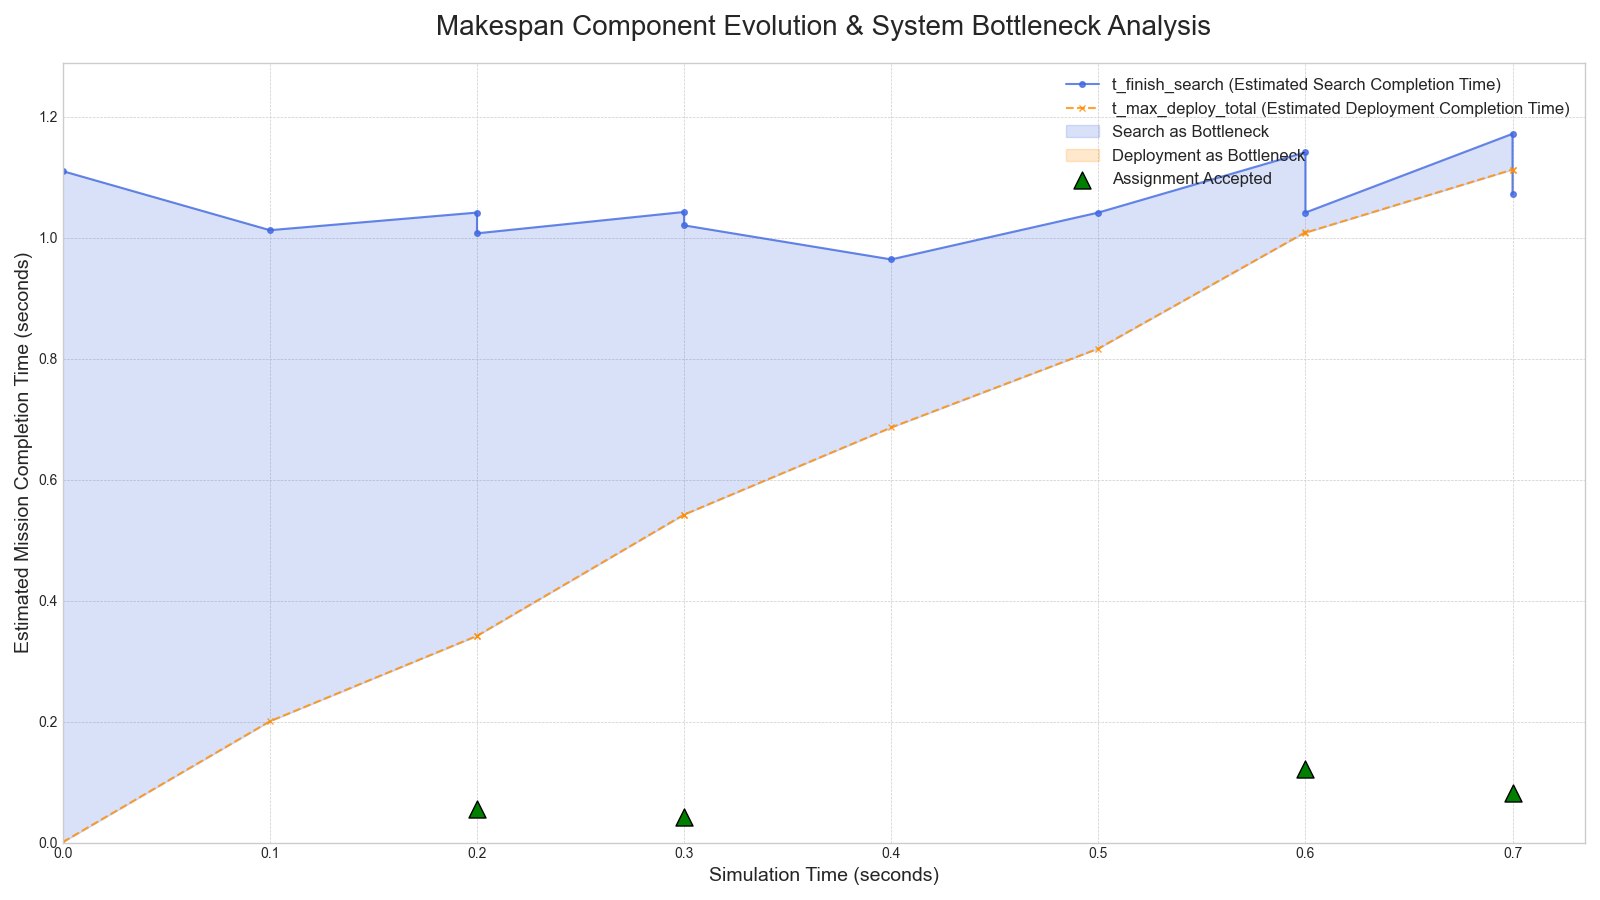 Makespan Component Evolution & System Bottleneck Analysis
t_finish_search (Estimated Search Completion Time)
t_max_deploy_total (Estimated Deployment Completion Time)
Search as Bottleneck
Deployment as Bottleneck
Assignment Accepted
Estimated Mission Completion Time (seconds)
1.2
1.0
0.8
0.6
0.4
0.2
0.0
0.0 0.1 0.2 0.3 0.4 0.5 0.6 0.7
Simulation Time (seconds)